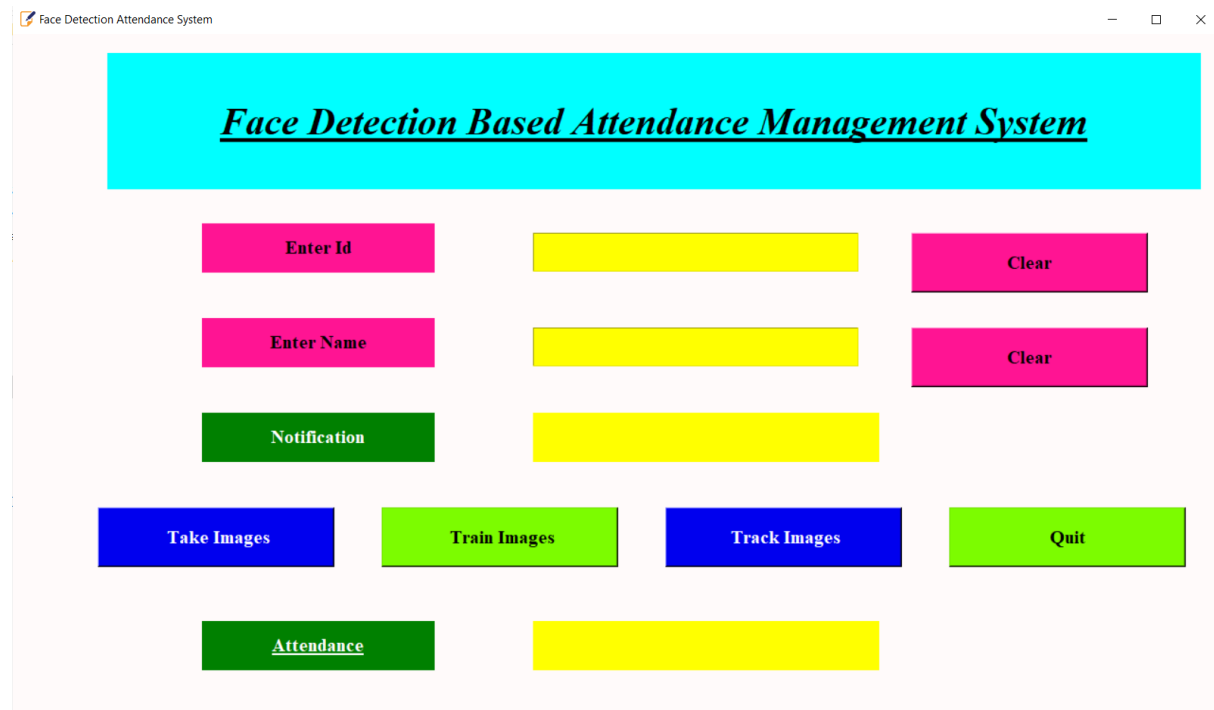 Face Detection Attendance System
Face Detection Based Attendance Management System
Enter Id
Clear
Enter Name
Clear
Notification
Take Images
Train Images
Track Images
Quit
Attendance